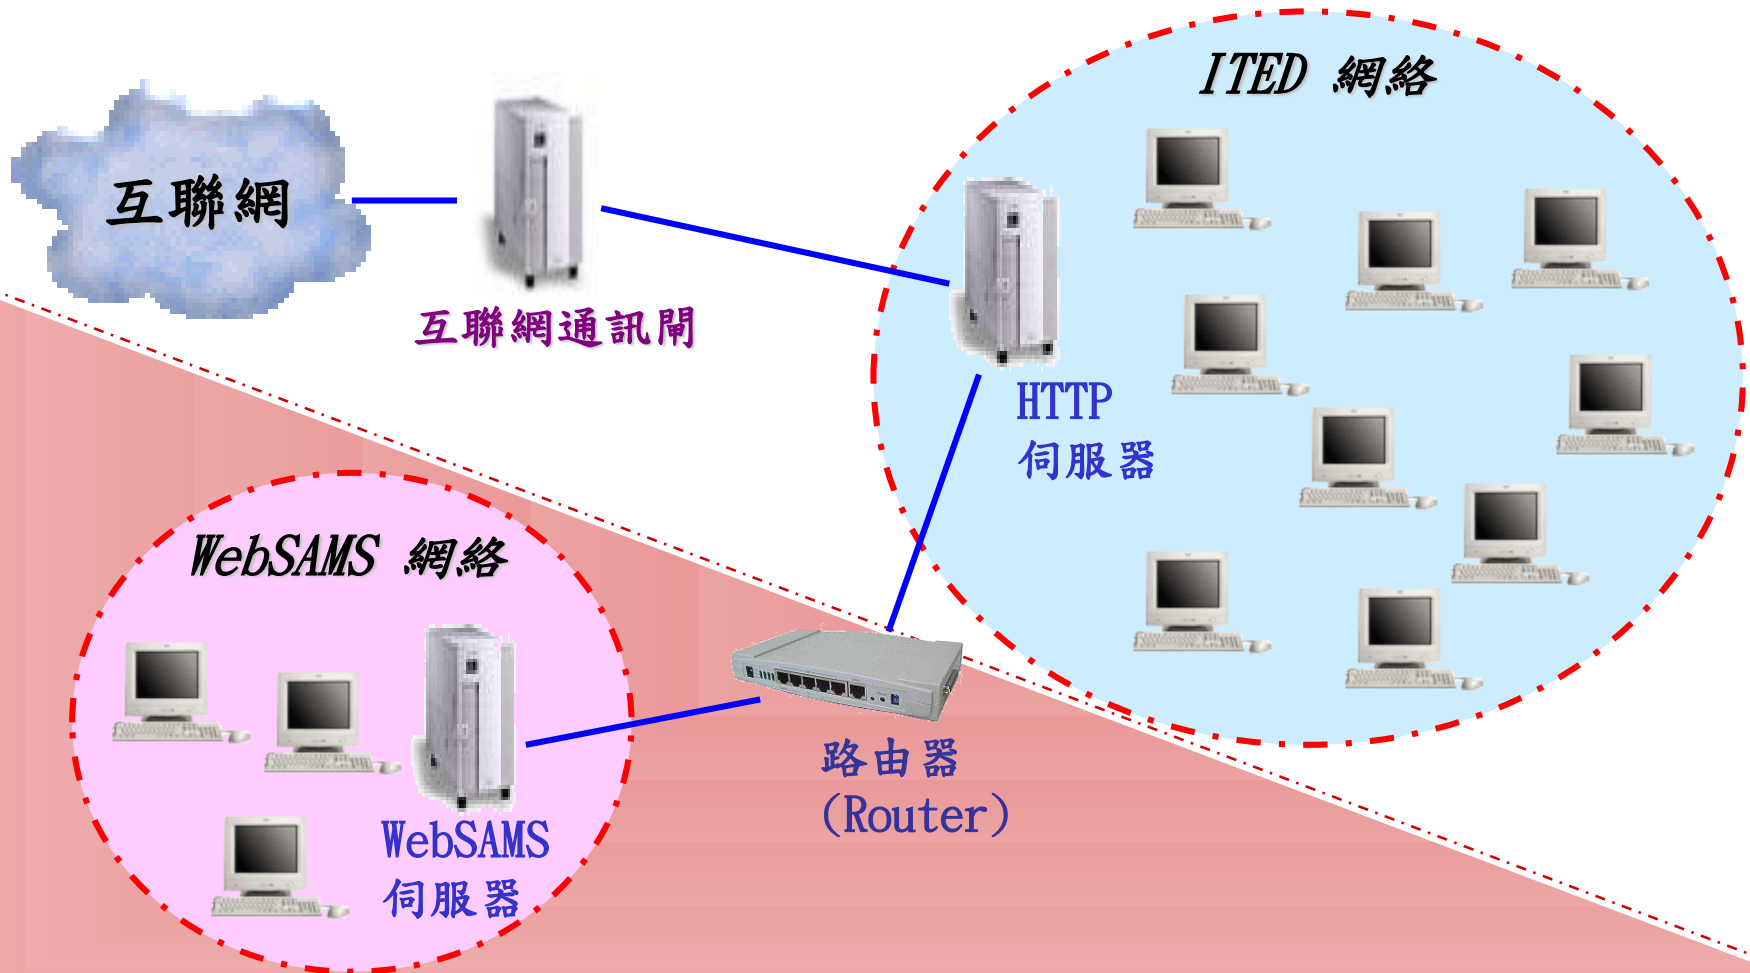 ITED 網絡
互聯網
互聯網通訊閘
HTTP
伺服器
WebSAMS 網絡
路由器
(Router)
WebSAMS
伺服器